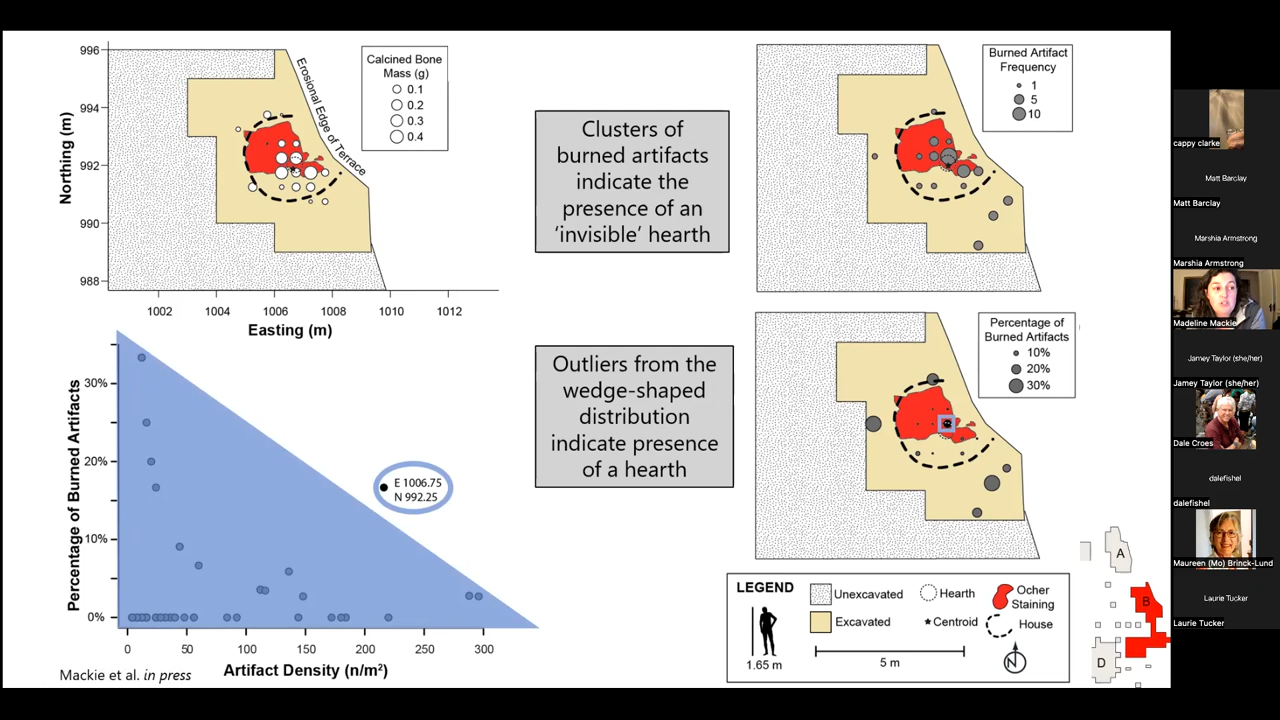 996
994
992
990
988
Northing (m)
1002
1004
1006
1008
1010
1012
Easting (m)
Erosional Edge of Terrace
Calcined Bone
Mass (g)
0.1
0.2
0.3
0.4
Clusters of
burned artifacts
indicate the
presence of an
‘invisible’ hearth
Burned Artifact
Frequency
1
5
10
30%
20%
10%
0%
Percentage of Burned Artifacts
0
50
100
150
200
250
300
Artifact Density (n/m²)
E 1006.75
N 992.25
Mackie et al. in press
Outliers from the
wedge-shaped
distribution
indicate presence
of a hearth
Percentage of
Burned Artifacts
10%
20%
30%
LEGEND
1.65 m
Unexcavated
Excavated
Hearth
Centroid
Ocher
Staining
House
5 m
N
A
B
D
cappy clarke
Matt Barclay
Matt Barclay
Marshia Armstrong
Marshia Armstrong
Madeline Mackie
Jamey Taylor (she/her)
Jamey Taylor (she/her)
Dale Croes
dalefishel
dalefishel
Maureen (Mo) Brinck-Lund
Laurie Tucker
Laurie Tucker